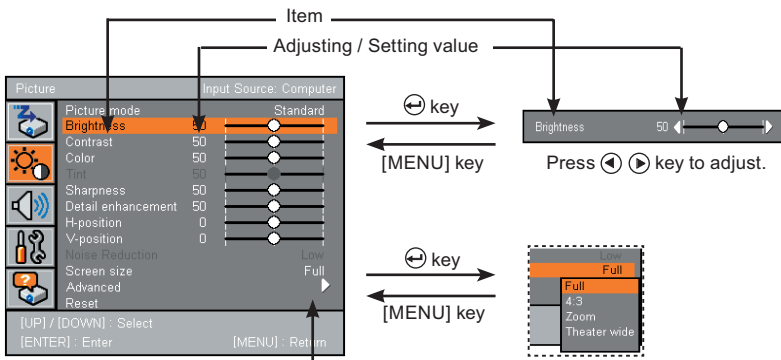 Item
Adjusting / Setting value
Picture Input Source: Computer
Picture mode Standard
Brightness 50
Contrast 50
Color 50
Tint 50
Sharpness 50
Detail enhancement 50
H-position 0
V-position 0
Noise Reduction Low
Screen size Full
Advanced
Reset
[UP] / [DOWN] : Select
[ENTER] : Enter [MENU] : Return
key
[MENU] key
Brightness 50
Press key to adjust.
key
[MENU] key
Low
Full
Full
4:3
Zoom
Theater wide